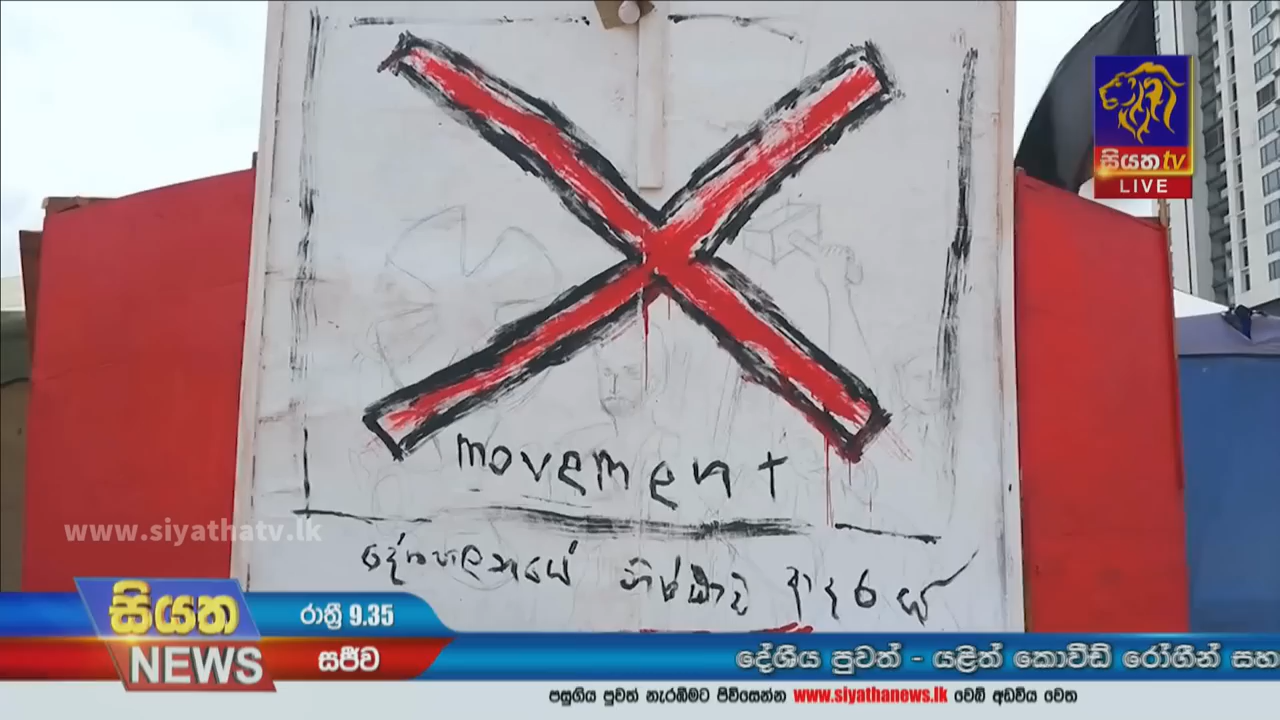 සියත tv
LIVE
movement
දේශපාලනයේ නිර්මාව ආදරය
www.siyathatv.lk
සියත
NEWS
රාත්‍රී 9.35
සජීව
දේශීය පුවත් - යළිත් කොවිඩ් රෝගීන් සහ
පසුගිය පුවත් නැරඹීමට පිවිසෙන්න www.siyathanews.lk වෙබ් අඩවිය වෙත